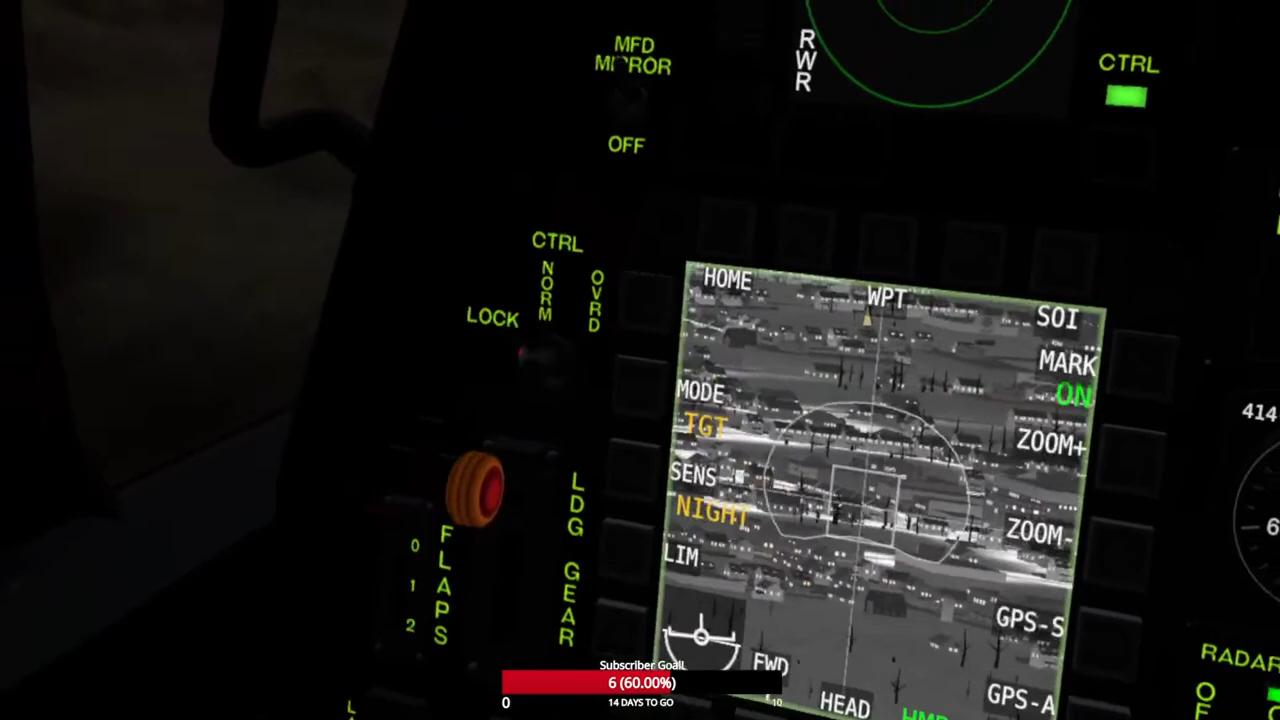 MFD
MIRROR
OFF
RWR
CTRL
CTRL
NORM
OVRD
LOCK
HOME
WPT
SOI
MARK
ON
MODE
TGT
ZOOM+
SENS
NIGHT
ZOOM-
LIM
GPS-S
FWD
GPS-A
HEAD
HMD
414
6
LDG GEAR
FLAPS
0
1
2
RADAR
Subscriber Goal
6 (60.00%)
0
10
14 DAYS TO GO